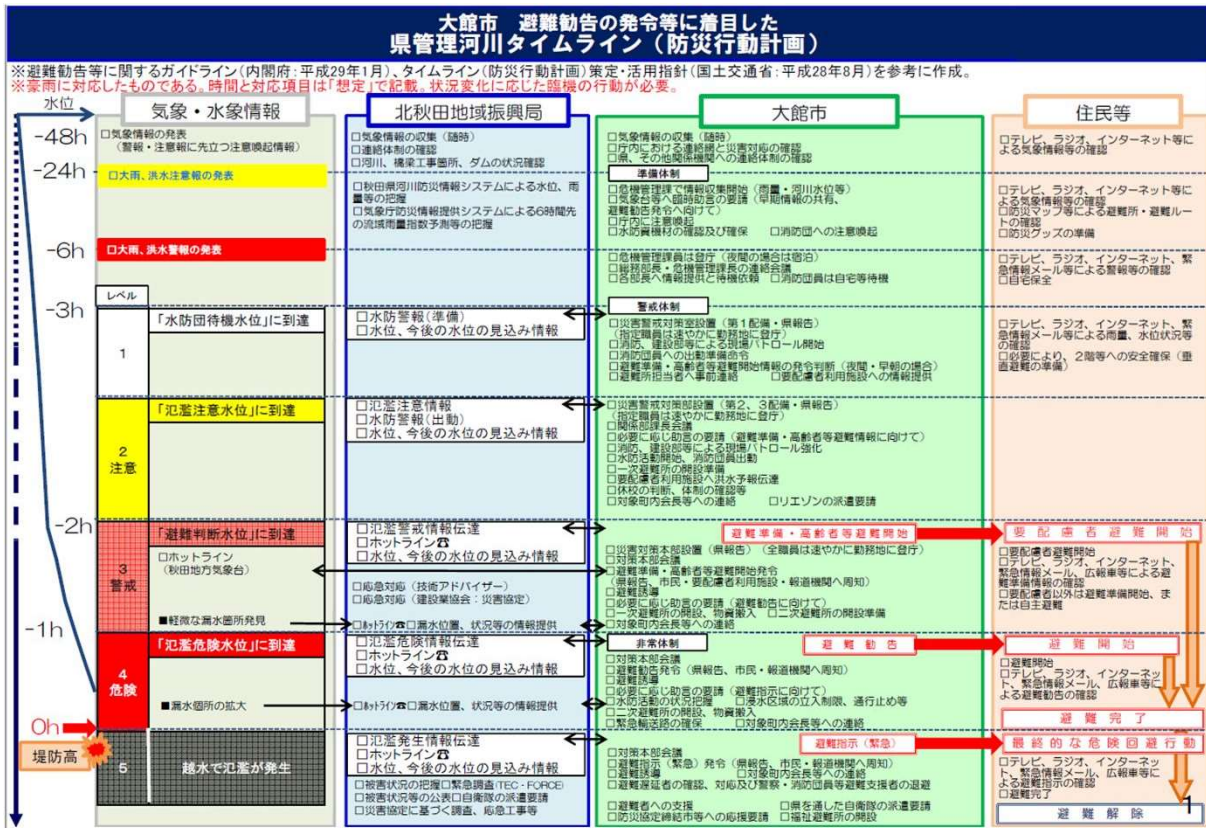 大館市 避難勧告の発令等に着目した
県管理河川タイムライン（防災行動計画）
※避難勧告等に関するガイドライン（内閣府：平成29年1月）、タイムライン（防災行動計画）策定・活用指針（国土交通省：平成28年8月）を参考に作成。
※豪雨に対応したものである。時間と対応項目は「想定」で記載。状況変化に応じた臨機の行動が必要。
水位
-48h
-24h
-6h
-3h
-2h
-1h
0h
堤防高
気象・水象情報
□気象情報の発表
（警報・注意報に先立つ注意喚起情報）
□大雨、洪水注意報の発表
□大雨、洪水警報の発表
レベル
1
「水防団待機水位」に到達
2
注意
「氾濫注意水位」に到達
3
警戒
「避難判断水位」に到達
□ホットライン
（秋田地方気象台）
■軽微な漏水箇所発見
4
危険
「氾濫危険水位」に到達
■漏水個所の拡大
5
越水で氾濫が発生
北秋田地域振興局
□気象情報の収集（随時）
□連絡体制の確認
□河川、橋梁工事箇所、ダムの状況確認
□秋田県河川防災情報システムによる水位、雨
量等の把握
□気象庁防災情報提供システムによる6時間先
の流域雨量指数予測等の把握
□水防警報（準備）
□水位、今後の水位の見込み情報
□氾濫注意情報
□水防警報（出動）
□水位、今後の水位の見込み情報
□氾濫警戒情報伝達
□ホットライン☎
□水位、今後の水位の見込み情報
□応急対応（技術アドバイザー）
□応急対応（建設業協会：災害協定）
□ﾎｯﾄﾗｲﾝ☎□漏水位置、状況等の情報提供
□氾濫危険情報伝達
□ホットライン☎
□水位、今後の水位の見込み情報
□ﾎｯﾄﾗｲﾝ☎□漏水位置、状況等の情報提供
□氾濫発生情報伝達
□ホットライン☎
□水位、今後の水位の見込み情報
□被害状況の把握□緊急調査（TEC-FORCE）
□被害状況等の公表□自衛隊の派遣要請
□災害協定に基づく調査、応急工事等
大館市
□気象情報の収集（随時）
□庁内における連絡網と災害対応の確認
□県、その他関係機関への連絡体制の確認
準備体制
□危機管理課で情報収集開始（雨量・河川水位等）
□気象台等へ臨時助言の要請（早期情報の共有、
避難勧告発令へ向けて）
□庁内に注意喚起
□水防資機材の確認及び確保 □消防団への注意喚起
□危機管理課員は登庁（夜間の場合は宿泊）
□総務部長・危機管理課長の連絡会議
□各部長へ情報提供と待機依頼 □消防団員は自宅等待機
警戒体制
□災害警戒対策室設置（第1配備・県報告）
（指定職員は速やかに勤務地に登庁）
□消防、建設部等による現場パトロール開始
□消防団員への出動準備命令
□避難準備・高齢者等避難開始情報の発令判断（夜間・早朝の場合）
□避難所担当者へ事前連絡 □要配慮者利用施設への情報提供
□災害警戒対策部設置（第2、3配備・県報告）
（指定職員は速やかに勤務地に登庁）
□関係部課長会議
□必要に応じ助言の要請（避難準備・高齢者等避難情報に向けて）
□消防、建設部等による現場パトロール強化
□水防活動開始、消防団員出動
□一次避難所の開設準備
□要配慮者利用施設へ洪水予報伝達
□休校の判断、体制の確認等
□対象町内会長等への連絡 □リエゾンの派遣要請
避難準備・高齢者等避難開始
□災害対策本部設置（県報告）（全職員は速やかに勤務地に登庁）
□対策本部会議
□避難準備・高齢者等避難開始発令
（県報告、市民・要配慮者利用施設・報道機関へ周知）
□避難誘導
□必要に応じ助言の要請（避難勧告に向けて）
□一次避難所の開設、物資搬入 □二次避難所の開設準備
□対象町内会長等への連絡
非常体制
避難勧告
□対策本部会議
□避難勧告発令（県報告、市民・報道機関へ周知）
□避難誘導
□必要に応じ助言の要請（避難指示に向けて）
□水防活動の状況把握 □浸水区域の立入制限、通行止め等
□二次避難所の開設、物資搬入
□緊急輸送路の確保 □対象町内会長等への連絡
避難指示（緊急）
□対策本部会議
□避難指示（緊急）発令（県報告、市民・報道機関へ周知）
□避難誘導 □対象町内会長等への連絡
□避難遅延者の確認、対応及び警察・消防団員等避難支援者の退避
□避難者への支援 □県を通した自衛隊の派遣要請
□防災協定締結市等への応援要請 □福祉避難所の開設
住民等
□テレビ、ラジオ、インターネット等に
よる気象情報等の確認
□テレビ、ラジオ、インターネット等に
よる気象情報等の確認
□防災マップ等による避難所・避難ルート
の確認
□防災グッズの準備
□テレビ、ラジオ、インターネット、緊
急情報メール等による警報等の確認
□自宅保全
□テレビ、ラジオ、インターネット、緊
急情報メール等による雨量、水位状況等
の確認
□必要により、2階等への安全確保（垂
直避難の準備）
要配慮者避難開始
□要配慮者避難開始
□テレビ、ラジオ、インターネット、
緊急情報メール、広報車等による避
難準備情報の確認
□要配慮者以外は避難準備開始、ま
たは自主避難
避難開始
□避難開始
□テレビ、ラジオ、インターネッ
ト、緊急情報メール、広報車等に
よる避難勧告の確認
避難完了
最終的な危険回避行動
□テレビ、ラジオ、インターネッ
ト、緊急情報メール、広報車等に
よる避難指示の確認
□避難完了
避難解除
1